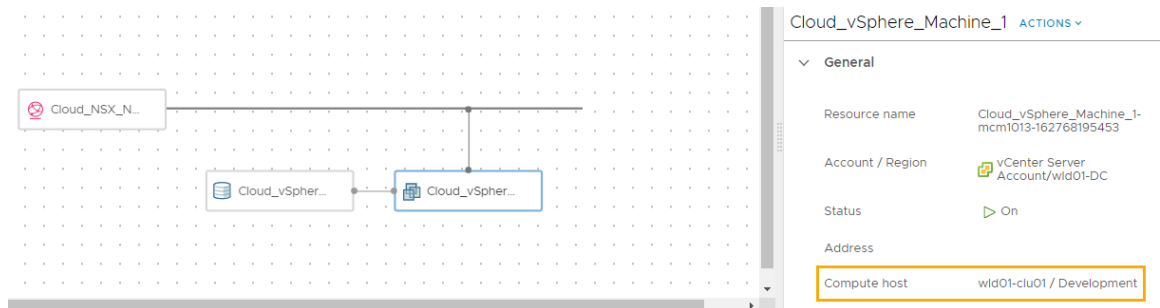 Cloud_vSphere_Machine_1 ACTIONS
General
Cloud_NSX_N...
Resource name
Cloud_vSphere_Machine_1-
mcm1013-162768195453
Account / Region
vCenter Server
Account/wld01-DC
Cloud_vSpher...
Cloud_vSpher...
Status
On
Address
Compute host
wld01-clu01 / Development